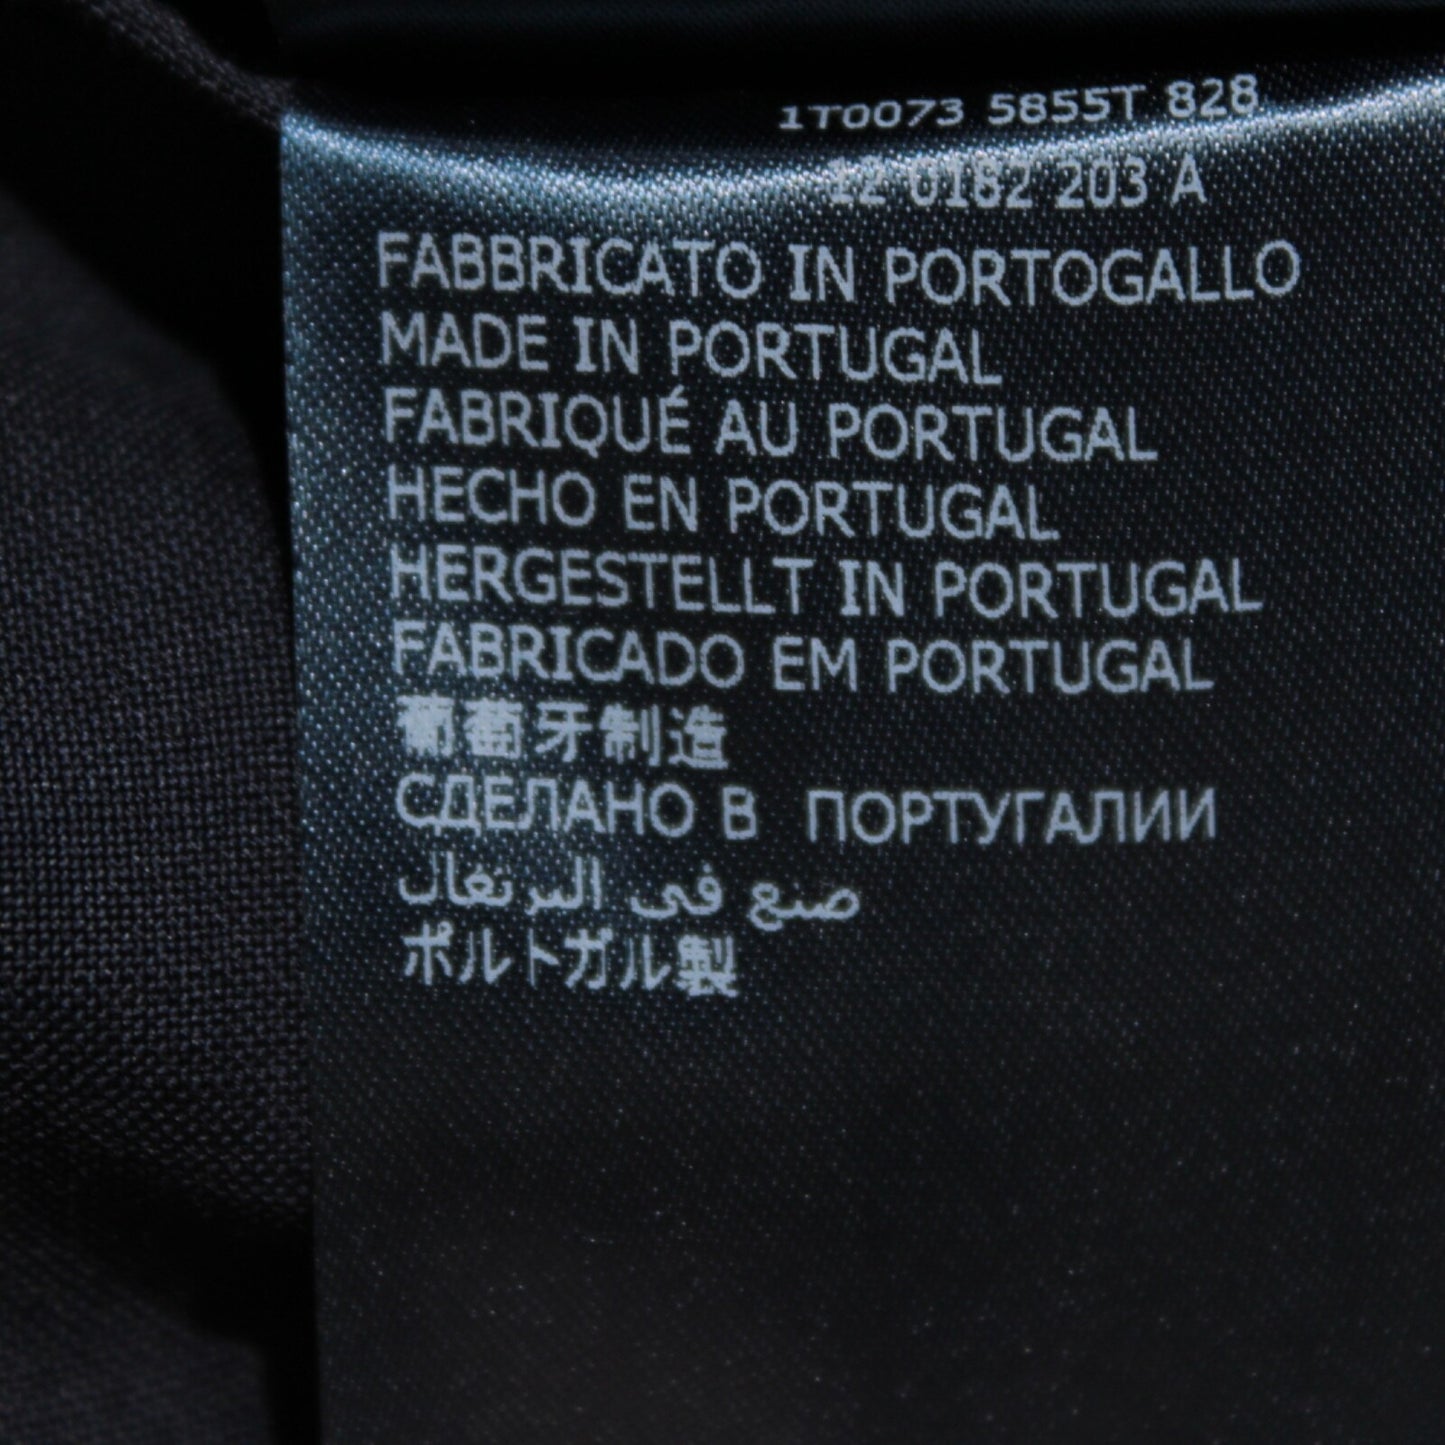 1T0073 5855T 828
12 0182 203 A
FABBRICATO IN PORTOGALLO
MADE IN PORTUGAL
FABRIQUÉ AU PORTUGAL
HECHO EN PORTUGAL
HERGESTELLT IN PORTUGAL
FABRICADO EM PORTUGAL
葡萄牙制造
СДЕЛАНО В ПОРТУГАЛИИ
صنع فى البرتغال
ポルトガル製